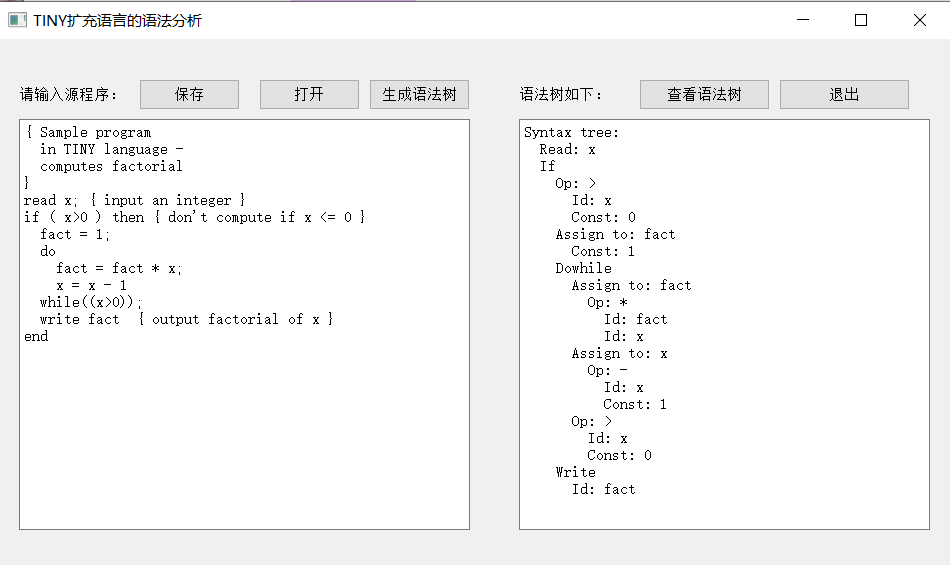 TINY扩充语言的语法分析
请输入源程序： 保存 打开 生成语法树 语法树如下： 查看语法树 退出
{ Sample program
  in TINY language -
  computes factorial
}
read x; { input an integer }
if ( x>0 ) then { don't compute if x <= 0 }
  fact = 1;
  do
    fact = fact * x;
    x = x - 1
  while((x>0));
  write fact  { output factorial of x }
end
Syntax tree:
  Read: x
  If
    Op: >
      Id: x
      Const: 0
    Assign to: fact
      Const: 1
    Dowhile
      Assign to: fact
        Op: *
          Id: fact
          Id: x
      Assign to: x
        Op: -
          Id: x
          Const: 1
      Op: >
        Id: x
        Const: 0
    Write
      Id: fact